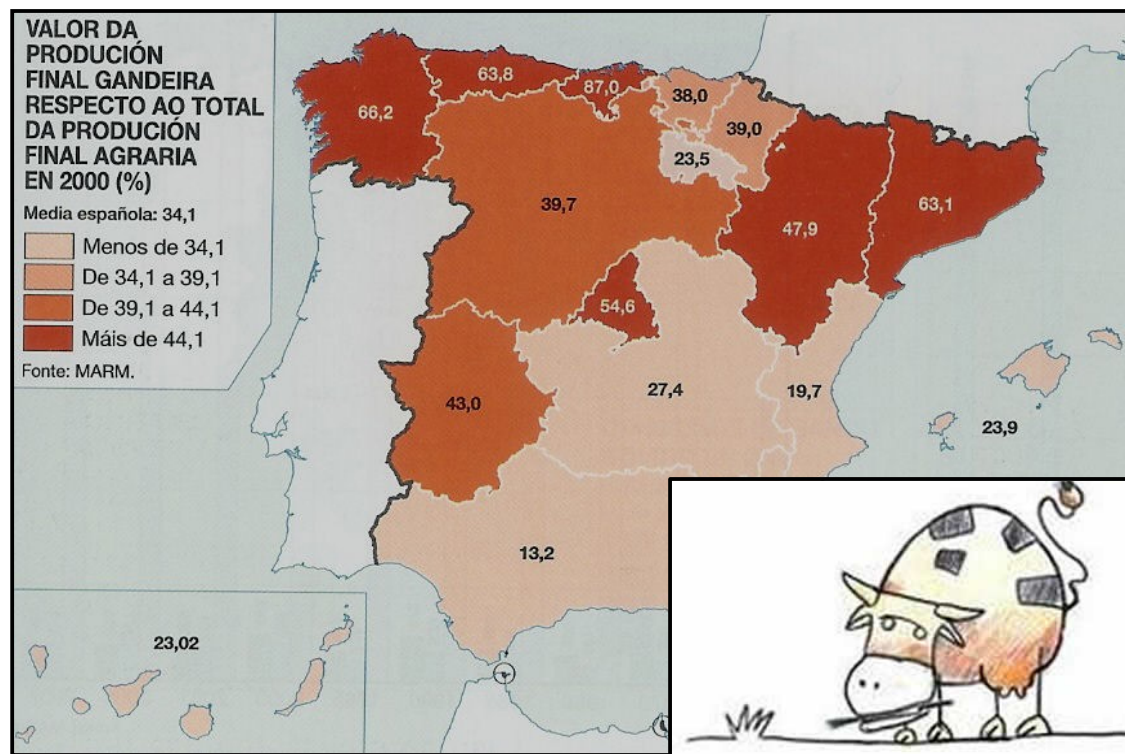 VALOR DA
PRODUCIÓN
FINAL GANDEIRA
RESPECTO AO TOTAL
DA PRODUCIÓN
FINAL AGRARIA
EN 2000 (%)
Media española: 34,1
Menos de 34,1
De 34,1 a 39,1
De 39,1 a 44,1
Máis de 44,1
Fonte: MARM.
66,2
63,8
87,0
38,0
39,0
23,5
39,7
47,9
63,1
54,6
43,0
27,4
19,7
23,9
13,2
23,02